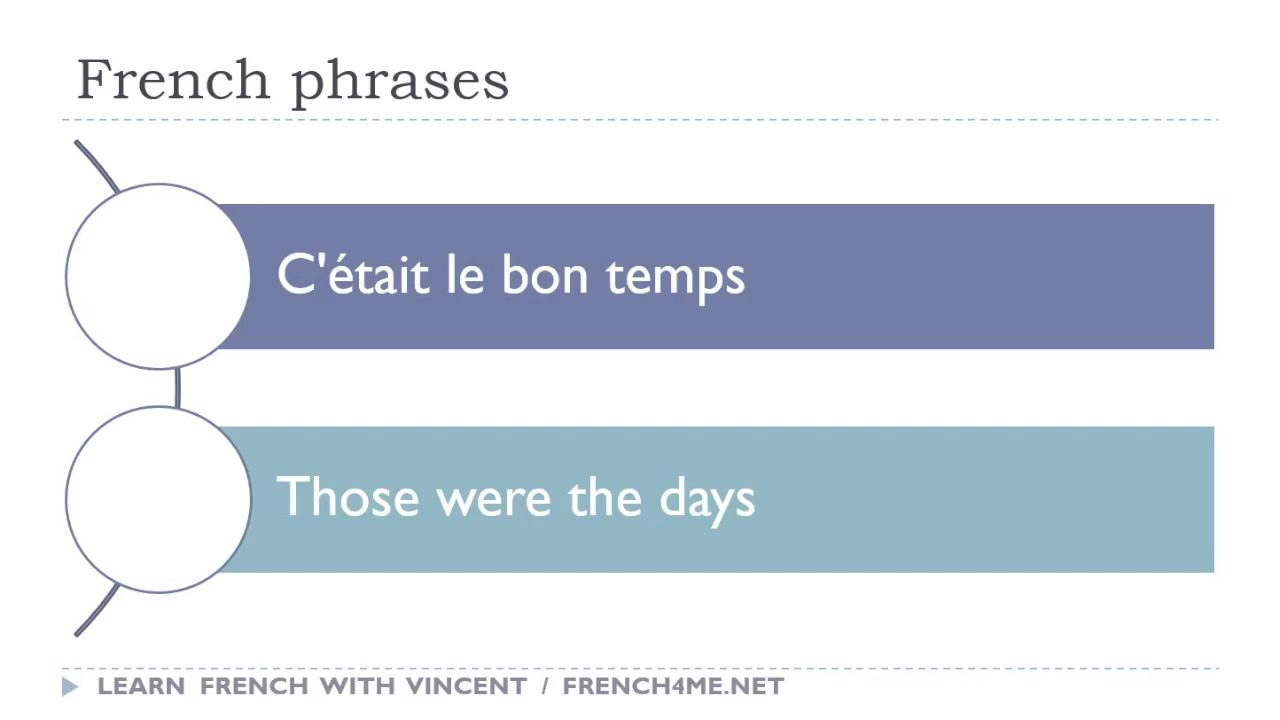 French phrases
C'était le bon temps
Those were the days
LEARN FRENCH WITH VINCENT / FRENCH4ME.NET